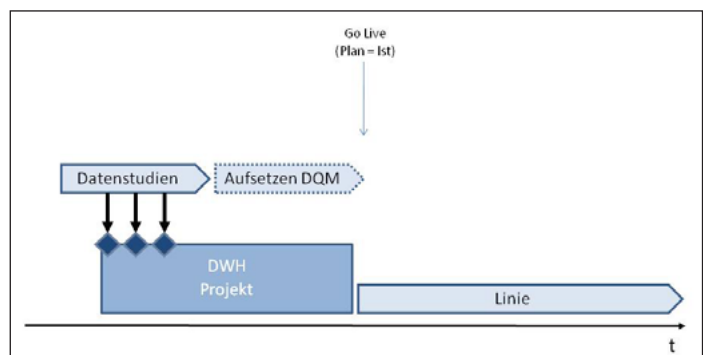 Go Live
(Plan = Ist)
Datenstudien
Aufsetzen DQM
DWH
Projekt
Linie
t